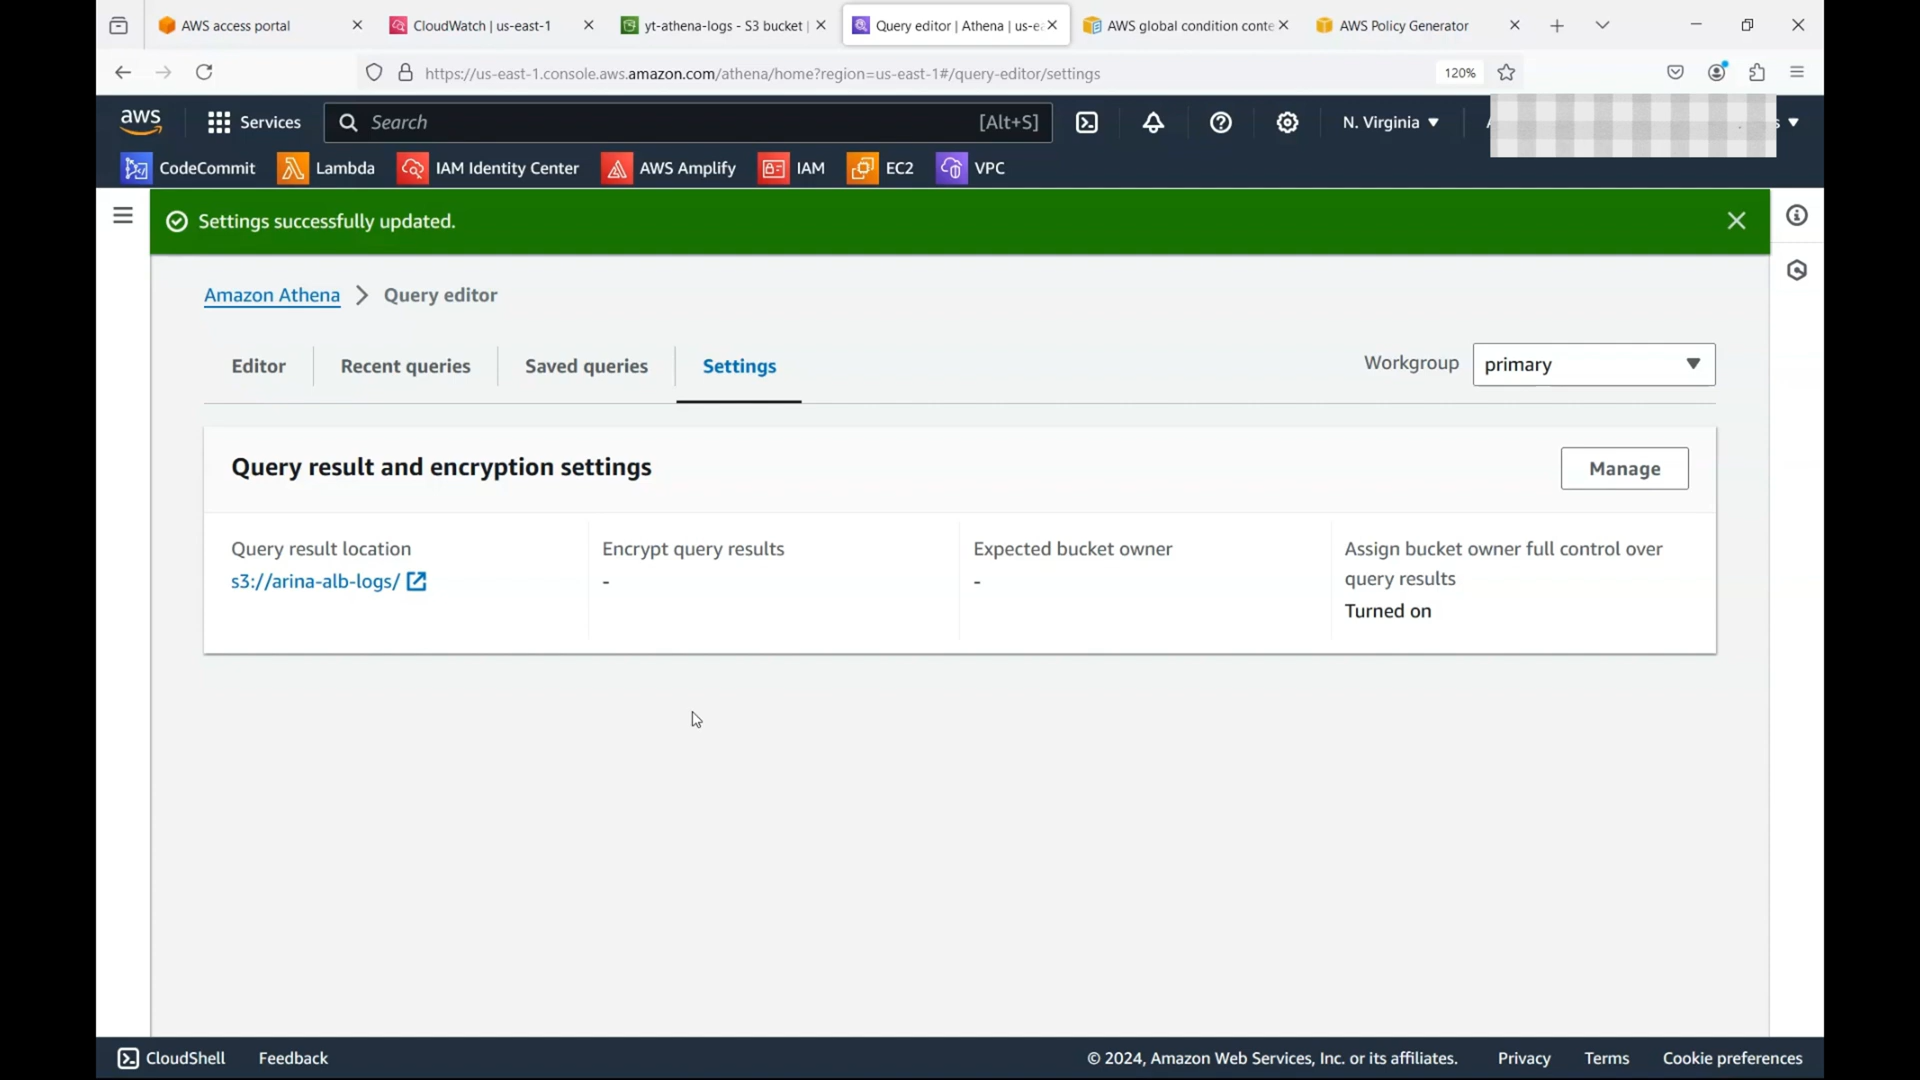 AWS access portal
CloudWatch | us-east-1
yt-athena-logs - S3 bucket |
Query editor | Athena | us-ea
AWS global condition conte
AWS Policy Generator
https://us-east-1.console.aws.amazon.com/athena/home?region=us-east-1#/query-editor/settings
120%
aws
Services
Search
[Alt+S]
N. Virginia
CodeCommit
Lambda
IAM Identity Center
AWS Amplify
IAM
EC2
VPC
Settings successfully updated.
Amazon Athena
Query editor
Editor
Recent queries
Saved queries
Settings
Workgroup
primary
Query result and encryption settings
Manage
Query result location
s3://arina-alb-logs/
Encrypt query results
-
Expected bucket owner
-
Assign bucket owner full control over
query results
Turned on
CloudShell
Feedback
© 2024, Amazon Web Services, Inc. or its affiliates.
Privacy
Terms
Cookie preferences